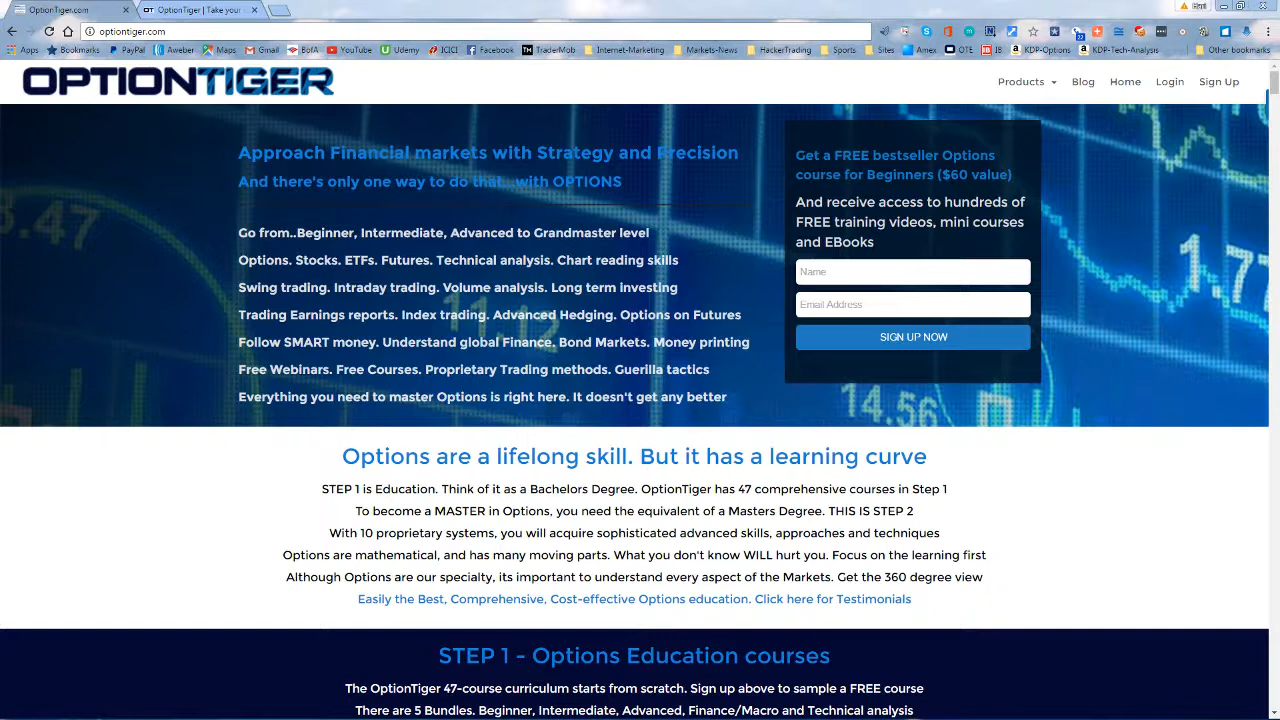 OptionTiger.com
OptionTiger | Take your
optiontiger.com
Apps
Bookmarks
PayPal
Aweber
Maps
Gmail
BofA
YouTube
Udemy
ICICI
Facebook
TraderMob
Internet-Marketing
Markets-News
HackerTrading
Sports
Sites
Amex
OTE
IB
KDP-Options
KDP-Tech-Analysis
Other bookmarks
OPTIONTIGER
Products
Blog
Home
Login
Sign Up
Approach Financial markets with Strategy and Precision
And there's only one way to do that...with OPTIONS
Go from..Beginner, Intermediate, Advanced to Grandmaster level
Options. Stocks. ETFs. Futures. Technical analysis. Chart reading skills
Swing trading. Intraday trading. Volume analysis. Long term investing
Trading Earnings reports. Index trading. Advanced Hedging. Options on Futures
Follow SMART money. Understand global Finance. Bond Markets. Money printing
Free Webinars. Free Courses. Proprietary Trading methods. Guerilla tactics
Everything you need to master Options is right here. It doesn't get any better
Get a FREE bestseller Options
course for Beginners ($60 value)
And receive access to hundreds of
FREE training videos, mini courses
and EBooks
Name
Email Address
SIGN UP NOW
3.47
11.12
14.56
1.77
Options are a lifelong skill. But it has a learning curve
STEP 1 is Education. Think of it as a Bachelors Degree. OptionTiger has 47 comprehensive courses in Step 1
To become a MASTER in Options, you need the equivalent of a Masters Degree. THIS IS STEP 2
With 10 proprietary systems, you will acquire sophisticated advanced skills, approaches and techniques
Options are mathematical, and has many moving parts. What you don't know WILL hurt you. Focus on the learning first
Although Options are our specialty, its important to understand every aspect of the Markets. Get the 360 degree view
Easily the Best, Comprehensive, Cost-effective Options education. Click here for Testimonials
STEP 1 - Options Education courses
The OptionTiger 47-course curriculum starts from scratch. Sign up above to sample a FREE course
There are 5 Bundles. Beginner, Intermediate, Advanced, Finance/Macro and Technical analysis